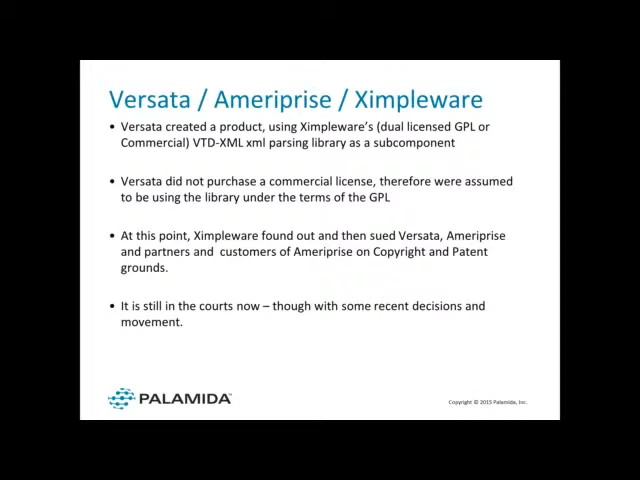 Versata / Ameriprise / Ximpleware
• Versata created a product, using Ximpleware's (dual licensed GPL or
Commercial) VTD-XML xml parsing library as a subcomponent
• Versata did not purchase a commercial license, therefore were assumed
to be using the library under the terms of the GPL
• At this point, Ximpleware found out and then sued Versata, Ameriprise
and partners and  customers of Ameriprise on Copyright and Patent
grounds.
• It is still in the courts now – though with some recent decisions and
movement.
PALAMIDA™
Copyright © 2015 Palamida, Inc.